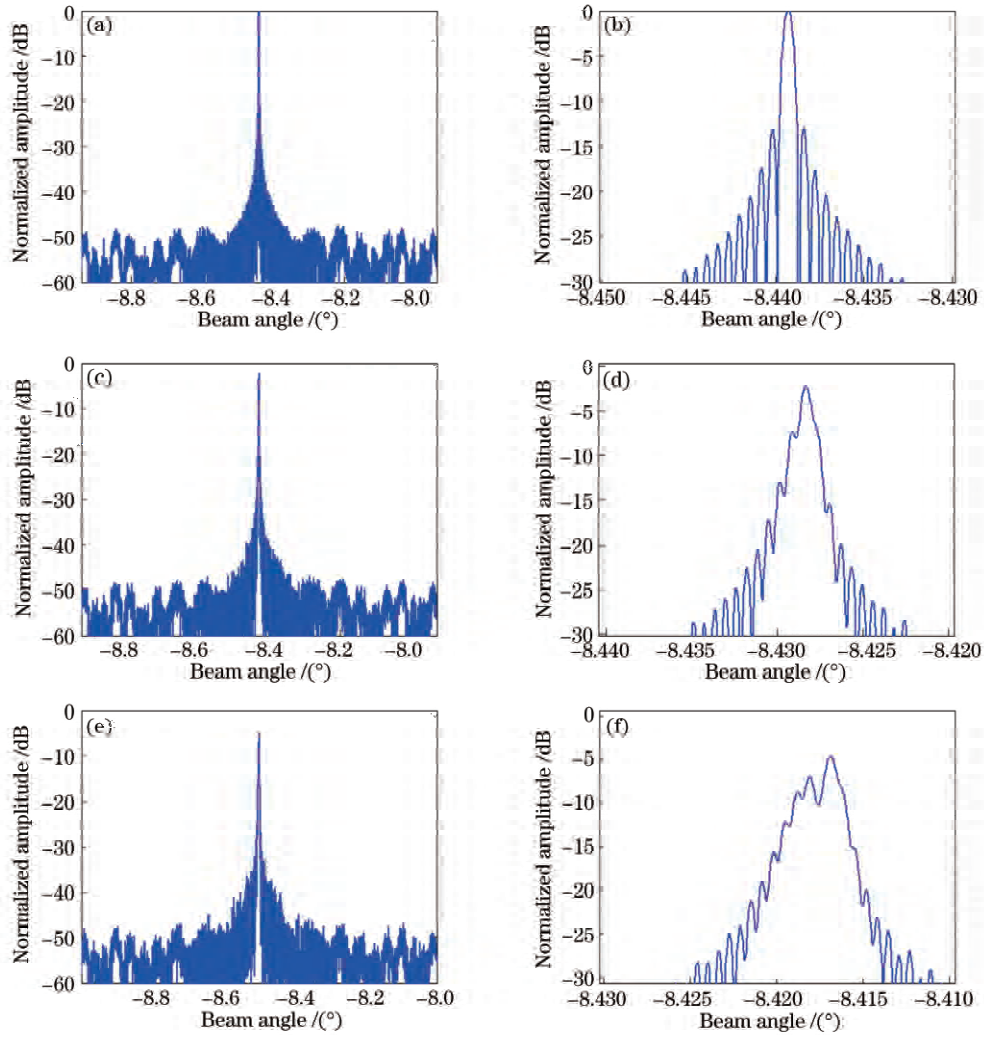 (a)
Normalized amplitude /dB
0
−10
−20
−30
−40
−50
−60
−8.8 −8.6 −8.4 −8.2 −8.0
Beam angle /(°)
(b)
Normalized amplitude /dB
0
−5
−10
−15
−20
−25
−30
−8.450 −8.445 −8.440 −8.435 −8.430
Beam angle /(°)
(c)
Normalized amplitude /dB
0
−10
−20
−30
−40
−50
−60
−8.8 −8.6 −8.4 −8.2 −8.0
Beam angle /(°)
(d)
Normalized amplitude /dB
0
−5
−10
−15
−20
−25
−30
−8.440 −8.435 −8.430 −8.425 −8.420
Beam angle /(°)
(e)
Normalized amplitude /dB
0
−10
−20
−30
−40
−50
−60
−8.8 −8.6 −8.4 −8.2 −8.0
Beam angle /(°)
(f)
Normalized amplitude /dB
0
−5
−10
−15
−20
−25
−30
−8.430 −8.425 −8.420 −8.415 −8.410
Beam angle /(°)